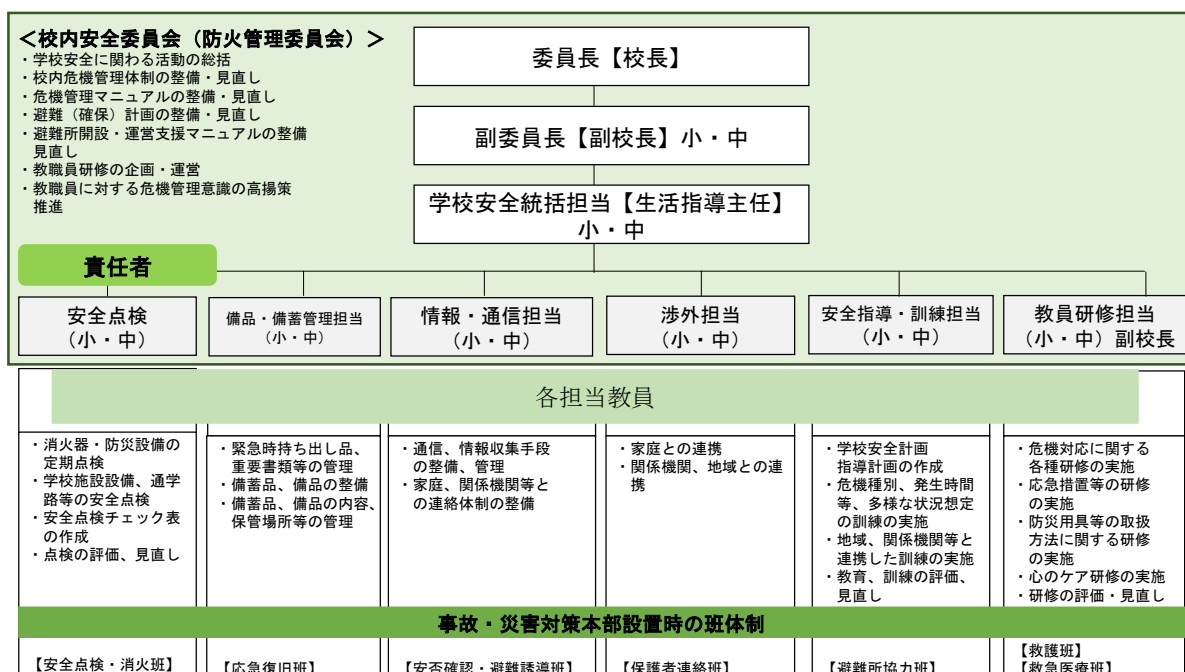 ＜校内安全委員会（防火管理委員会）＞
・学校安全に関わる活動の総括
・校内危機管理体制の整備・見直し
・危機管理マニュアルの整備・見直し
・避難（確保）計画の整備・見直し
・避難所開設・運営支援マニュアルの整備
見直し
・教職員研修の企画・運営
・教職員に対する危機管理意識の高揚策
推進
委員長【校長】
副委員長【副校長】小・中
学校安全統括担当【生活指導主任】
小・中
責任者
安全点検
（小・中）
備品・備蓄管理担当
（小・中）
情報・通信担当
（小・中）
渉外担当
（小・中）
安全指導・訓練担当
（小・中）
教員研修担当
（小・中）副校長
各担当教員
・消火器・防災設備の
定期点検
・学校施設設備、通学
路等の安全点検
・安全点検チェック表
の作成
・点検の評価、見直し
・緊急時持ち出し品、
重要書類等の管理
・備蓄品、備品の整備
・備蓄品、備品の内容、
保管場所等の管理
・通信、情報収集手段
の整備、管理
・家庭、関係機関等と
の連絡体制の整備
・家庭との連携
・関係機関、地域との連
携
・学校安全計画
指導計画の作成
・危機種別、発生時間
等、多様な状況想定
の訓練の実施
・地域、関係機関等と
連携した訓練の実施
・教育、訓練の評価、
見直し
・危機対応に関する
各種研修の実施
・応急措置等の研修
の実施
・防災用具等の取扱
方法に関する研修
の実施
・心のケア研修の実施
・研修の評価・見直し
事故・災害対策本部設置時の班体制
【安全点検・消火班】
【応急復旧班】
【安否確認・避難誘導班】
【保護者連絡班】
【避難所協力班】
【救護班】
【救急医療班】